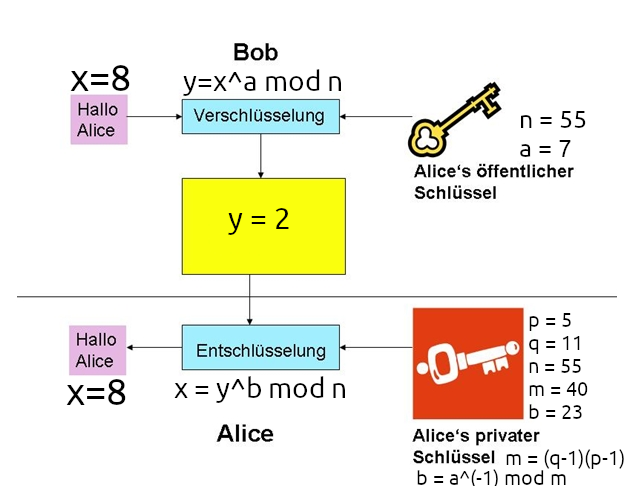 Bob
x=8
y=x^a mod n
Hallo
Alice
Verschlüsselung
n = 55
a = 7
Alice‘s öffentlicher
Schlüssel
y = 2
Hallo
Alice
x=8
Entschlüsselung
x = y^b mod n
Alice
p = 5
q = 11
n = 55
m = 40
b = 23
Alice‘s privater
Schlüssel m = (q-1)(p-1)
b = a^(-1) mod m